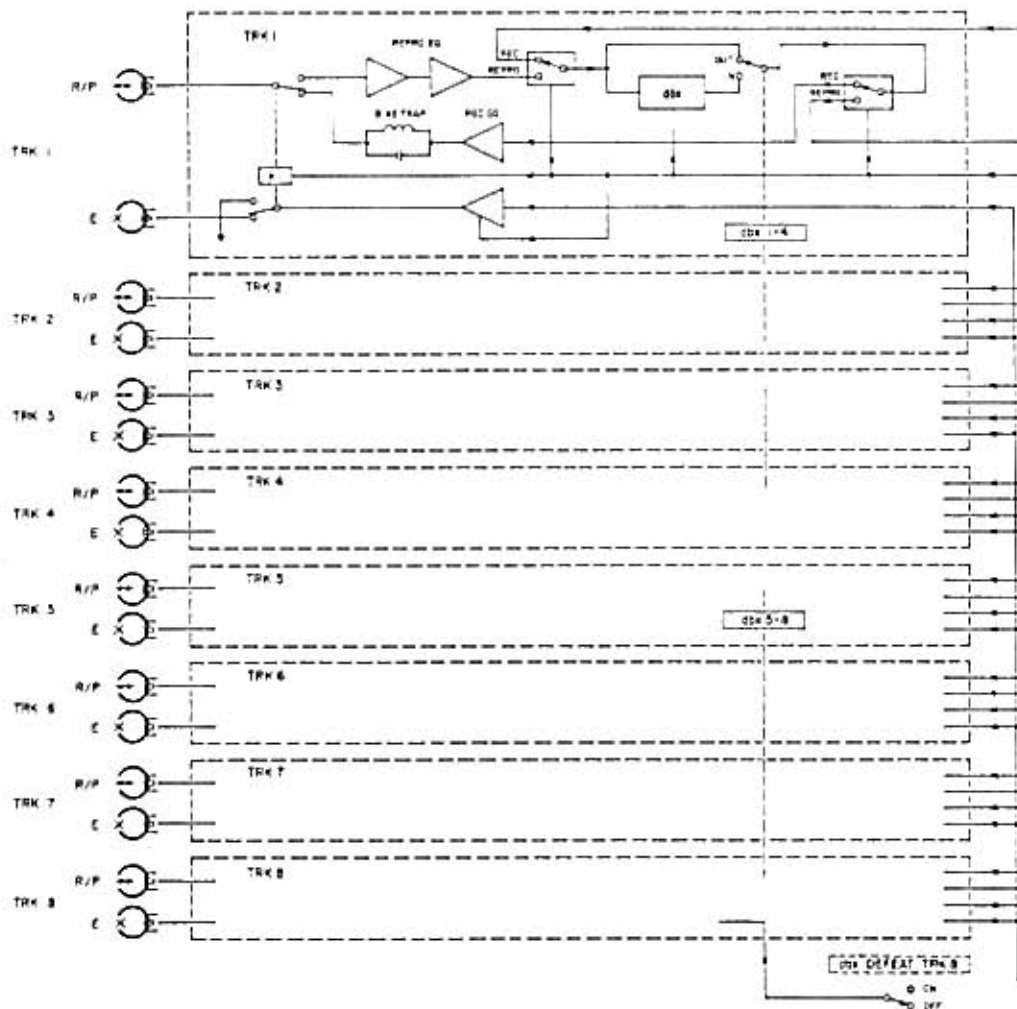 TRK 1
REPRO EQ
REC
REPRO
OUT
IN
dbx
REC
REPRO
R/P
BIAS TRAP
REC EQ
TRK 1
E
dbx 1-4
R/P
TRK 2
TRK 2
E
R/P
TRK 3
TRK 3
E
R/P
TRK 4
TRK 4
E
R/P
TRK 5
TRK 5
E
dbx 5-8
R/P
TRK 6
TRK 6
E
R/P
TRK 7
TRK 7
E
R/P
TRK 8
TRK 8
E
dbx DEFEAT TRK 8
ON
OFF